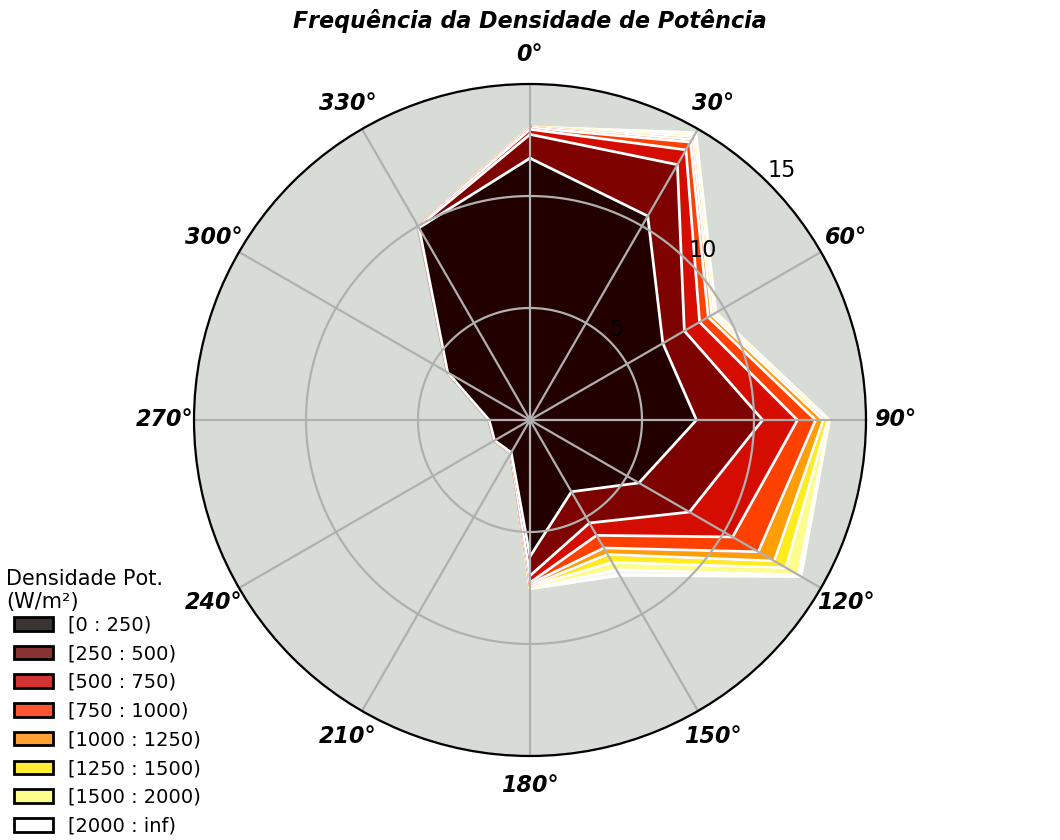 Frequência da Densidade de Potência
0°
330°
30°
15
300°
60°
10
5
270°
90°
240°
120°
210°
150°
180°
Densidade Pot.
(W/m²)
[0 : 250)
[250 : 500)
[500 : 750)
[750 : 1000)
[1000 : 1250)
[1250 : 1500)
[1500 : 2000)
[2000 : inf)